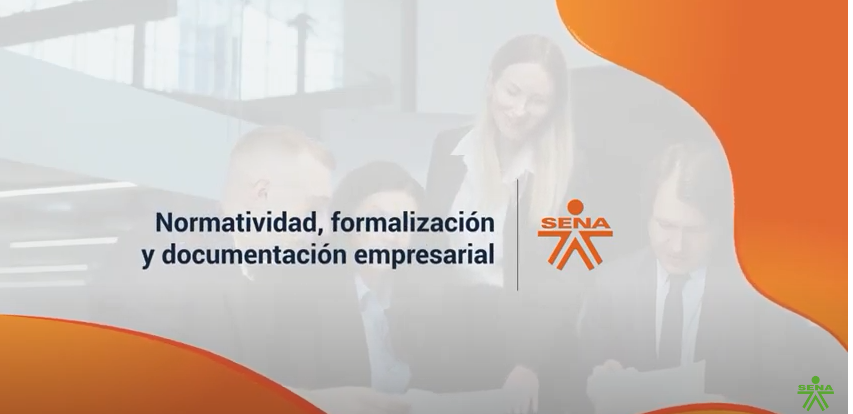 Normatividad, formalización
y documentación empresarial
SENA
SENA